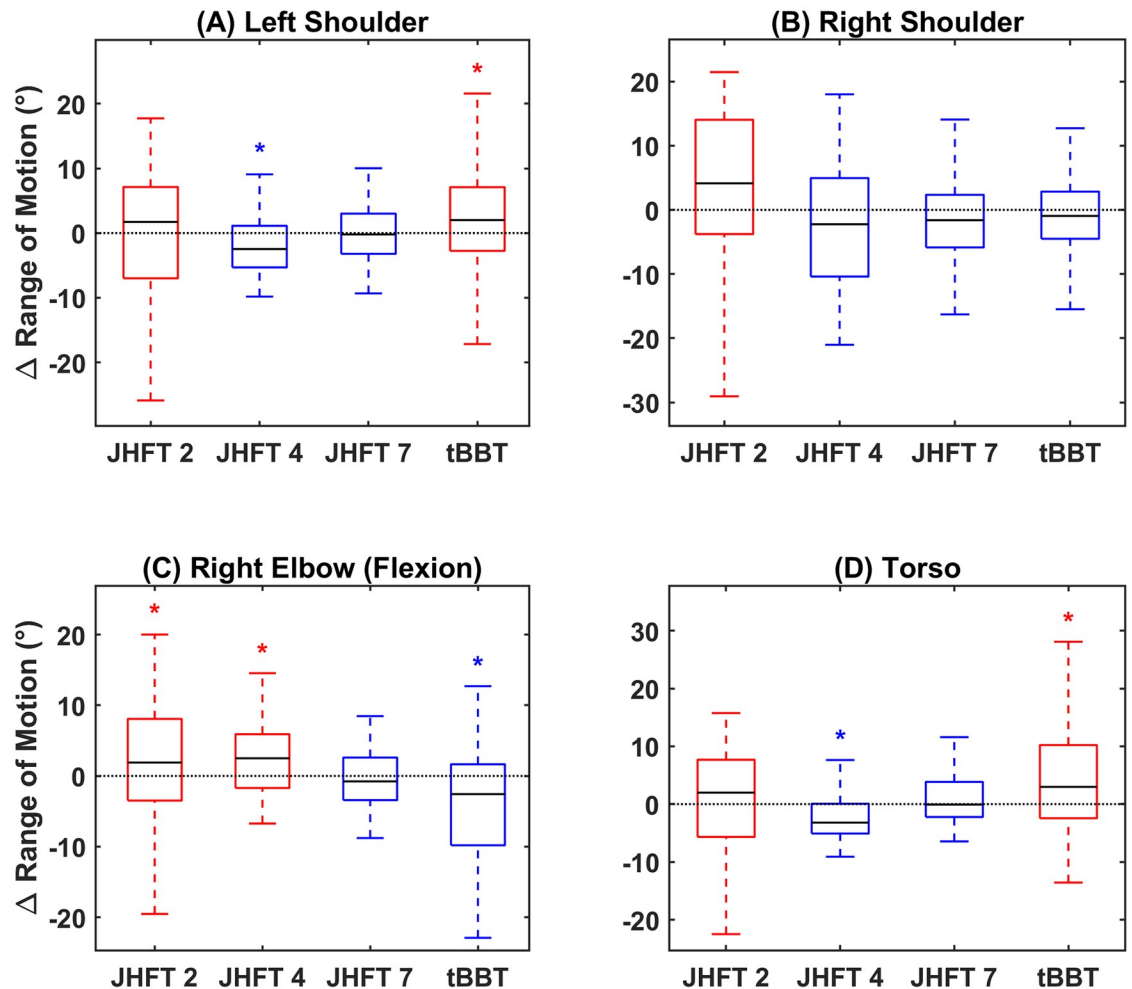 (A) Left Shoulder
Δ Range of Motion (°)
20
10
0
-10
-20
*
*
JHFT 2 JHFT 4 JHFT 7 tBBT
(B) Right Shoulder
20
10
0
-10
-20
-30
JHFT 2 JHFT 4 JHFT 7 tBBT
(C) Right Elbow (Flexion)
Δ Range of Motion (°)
20
10
0
-10
-20
*
*
*
JHFT 2 JHFT 4 JHFT 7 tBBT
(D) Torso
30
20
10
0
-10
-20
*
*
JHFT 2 JHFT 4 JHFT 7 tBBT